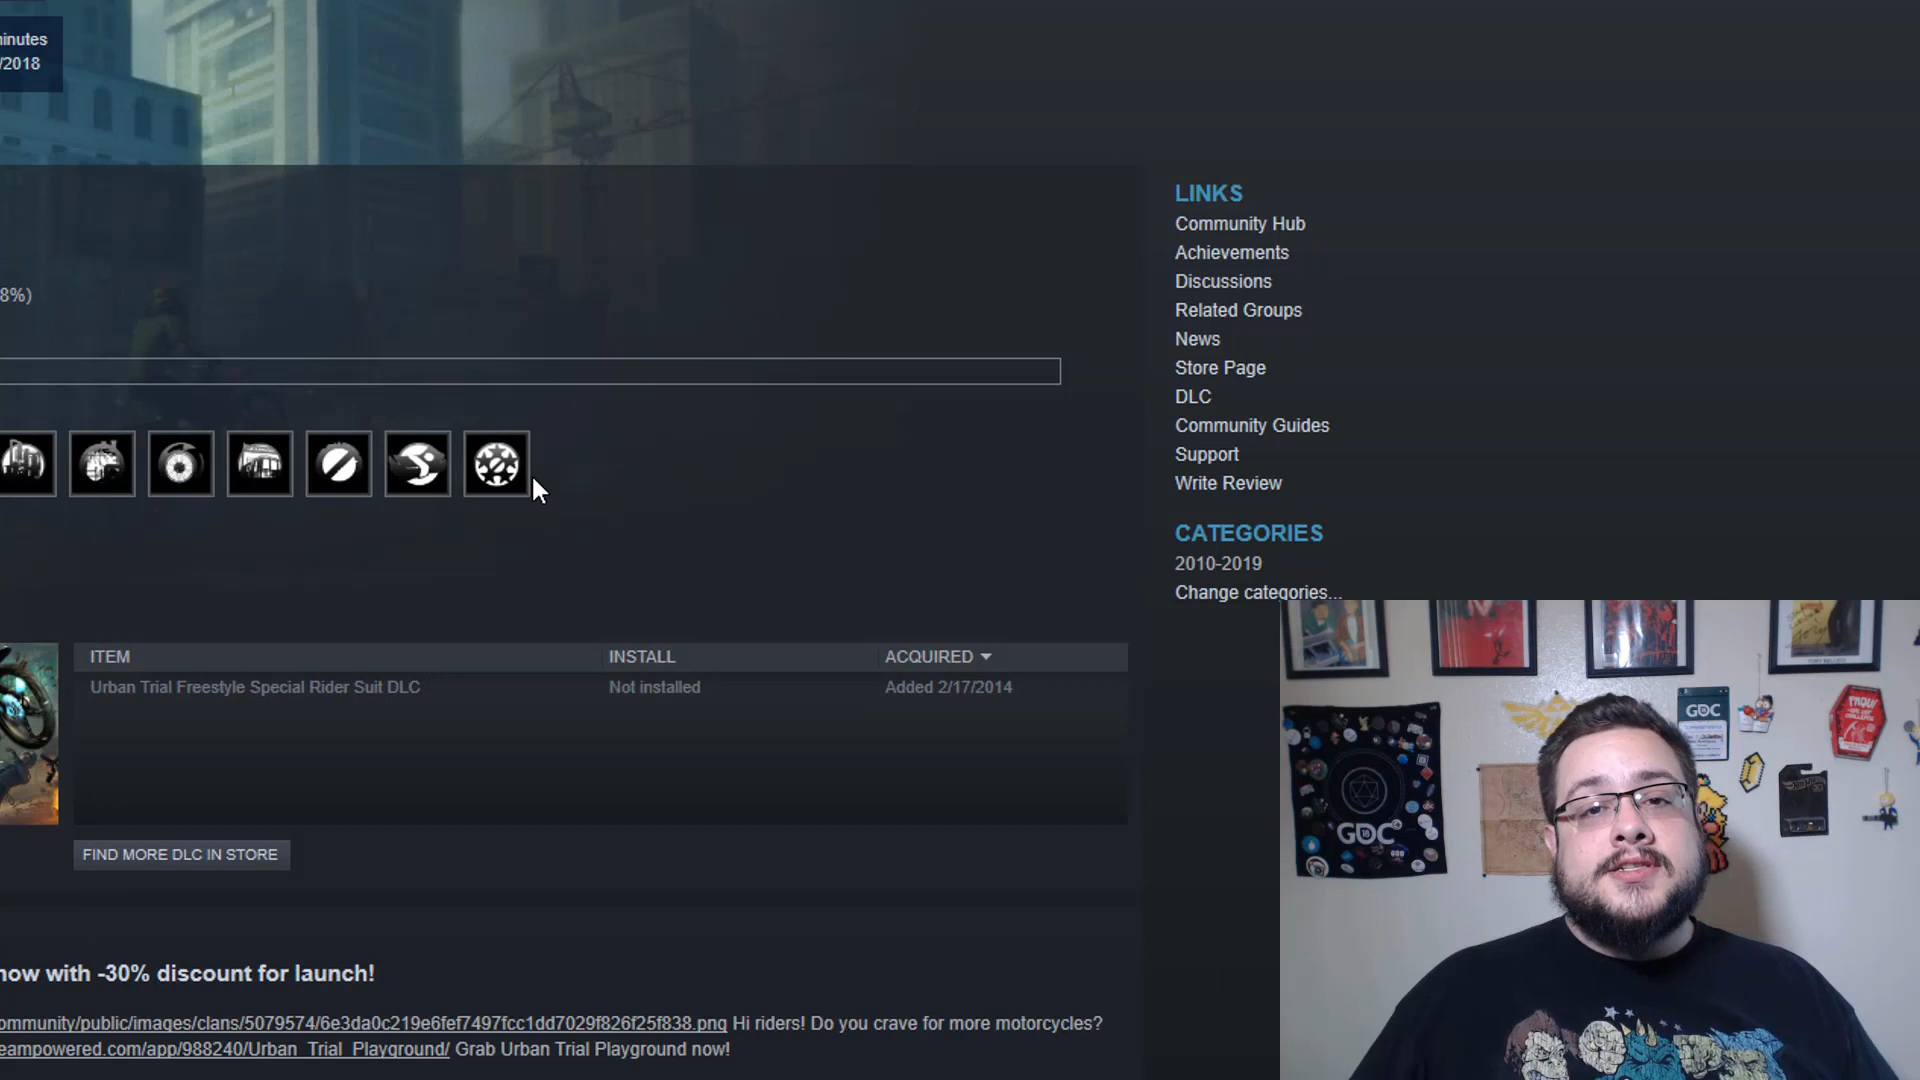 minutes
/2018
LINKS
Community Hub
Achievements
Discussions
8%)
Related Groups
News
Store Page
DLC
Community Guides
Support
Write Review
CATEGORIES
2010-2019
Change categories...
ITEM INSTALL ACQUIRED
Urban Trial Freestyle Special Rider Suit DLC Not installed Added 2/17/2014
GDC
PAQUI
GDC
18
FIND MORE DLC IN STORE
now with -30% discount for launch!
ommunity/public/images/clans/5079574/6e3da0c219e6fef7497fcc1dd7029f826f25f838.png Hi riders! Do you crave for more motorcycles?
eampowered.com/app/988240/Urban_Trial_Playground/ Grab Urban Trial Playground now!